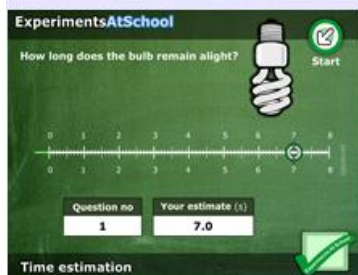 ExperimentsAtSchool
How long does the bulb remain alight?
Start
0 1 2 3 4 5 6 7 8
0 1 2 3 4 5 6 7 8
Question no
Your estimate (s)
1
7.0
Time estimation